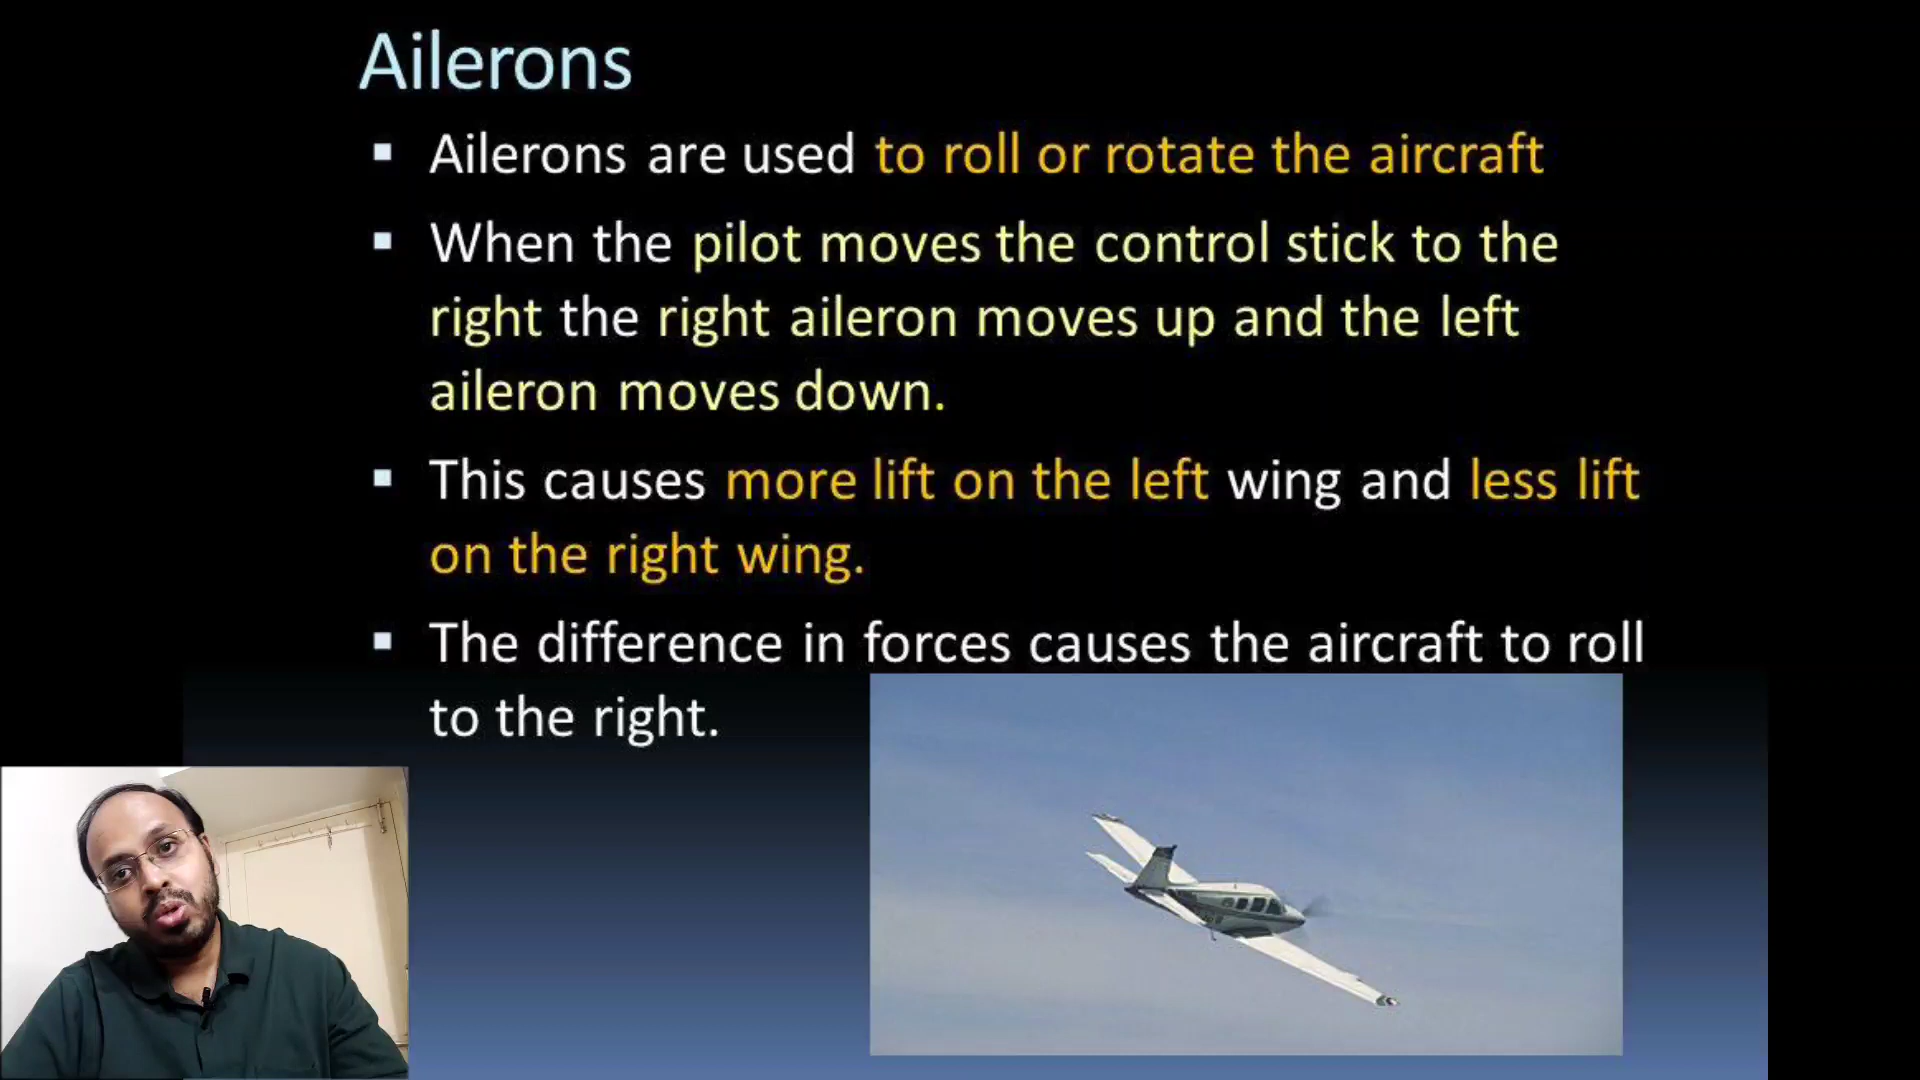 Ailerons
▪ Ailerons are used to roll or rotate the aircraft
▪ When the pilot moves the control stick to the
right the right aileron moves up and the left
aileron moves down.
▪ This causes more lift on the left wing and less lift
on the right wing.
▪ The difference in forces causes the aircraft to roll
to the right.